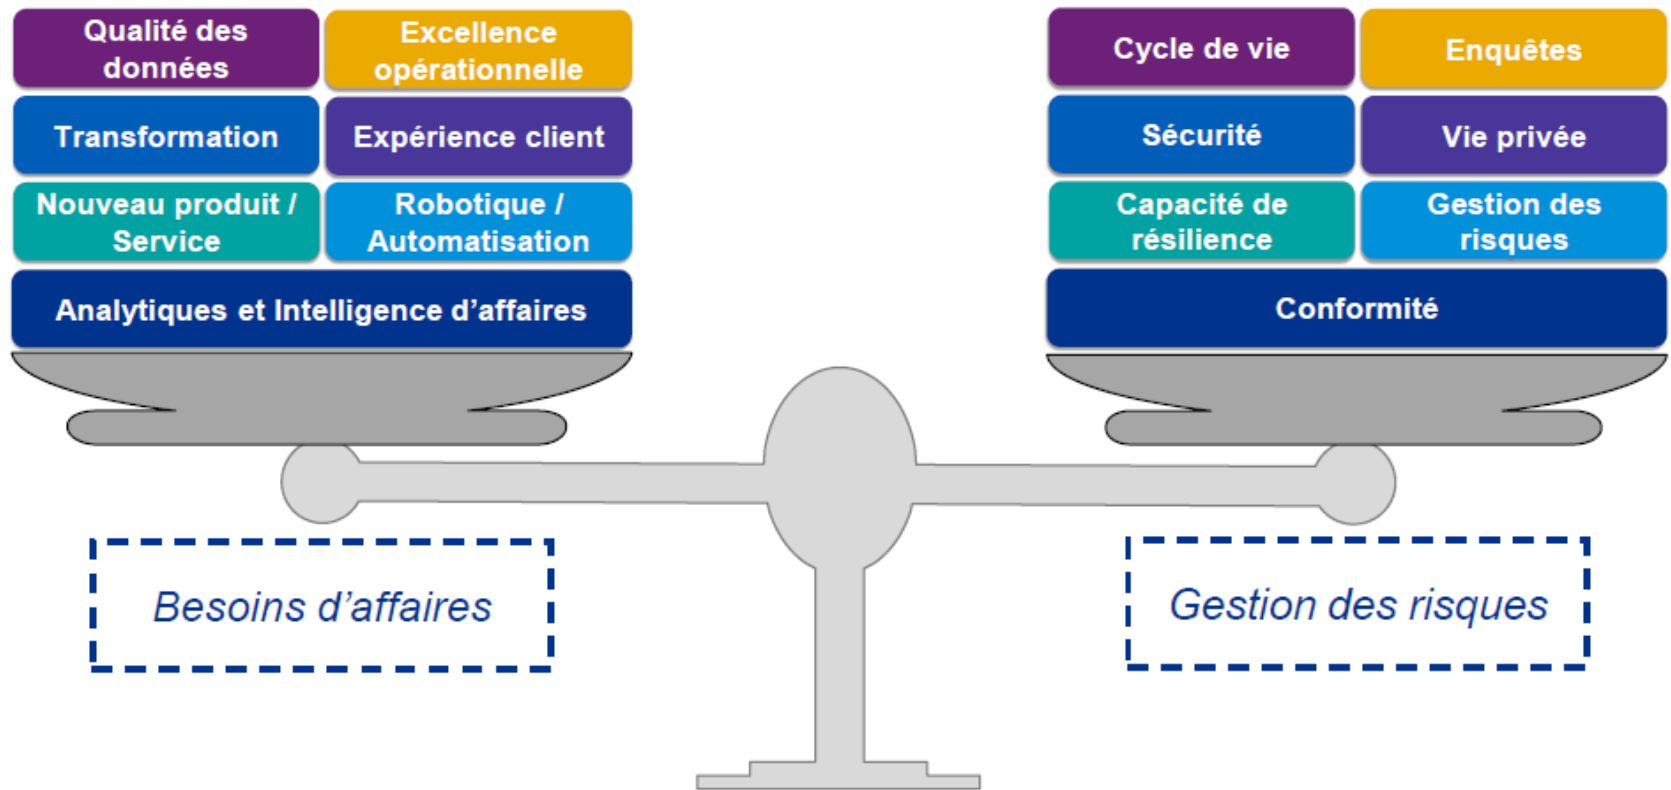 Qualité des
données
Excellence
opérationnelle
Transformation
Expérience client
Nouveau produit /
Service
Robotique /
Automatisation
Analytiques et Intelligence d’affaires
Besoins d’affaires
Cycle de vie
Enquêtes
Sécurité
Vie privée
Capacité de
résilience
Gestion des
risques
Conformité
Gestion des risques